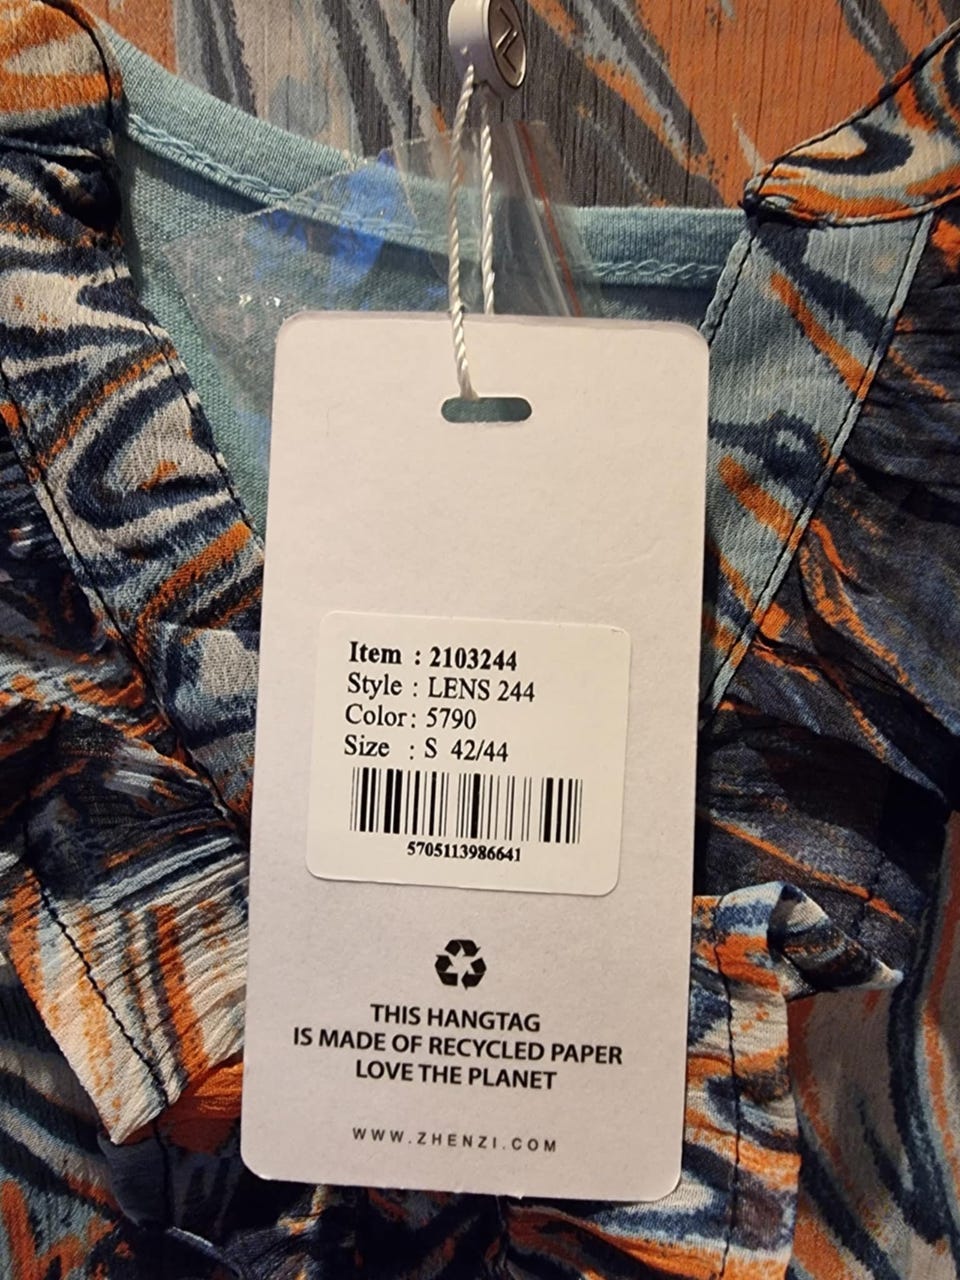 Item : 2103244
Style : LENS 244
Color : 5790
Size : S 42/44
5705113986641
THIS HANGTAG
IS MADE OF RECYCLED PAPER
LOVE THE PLANET
WWW.ZHENZI.COM